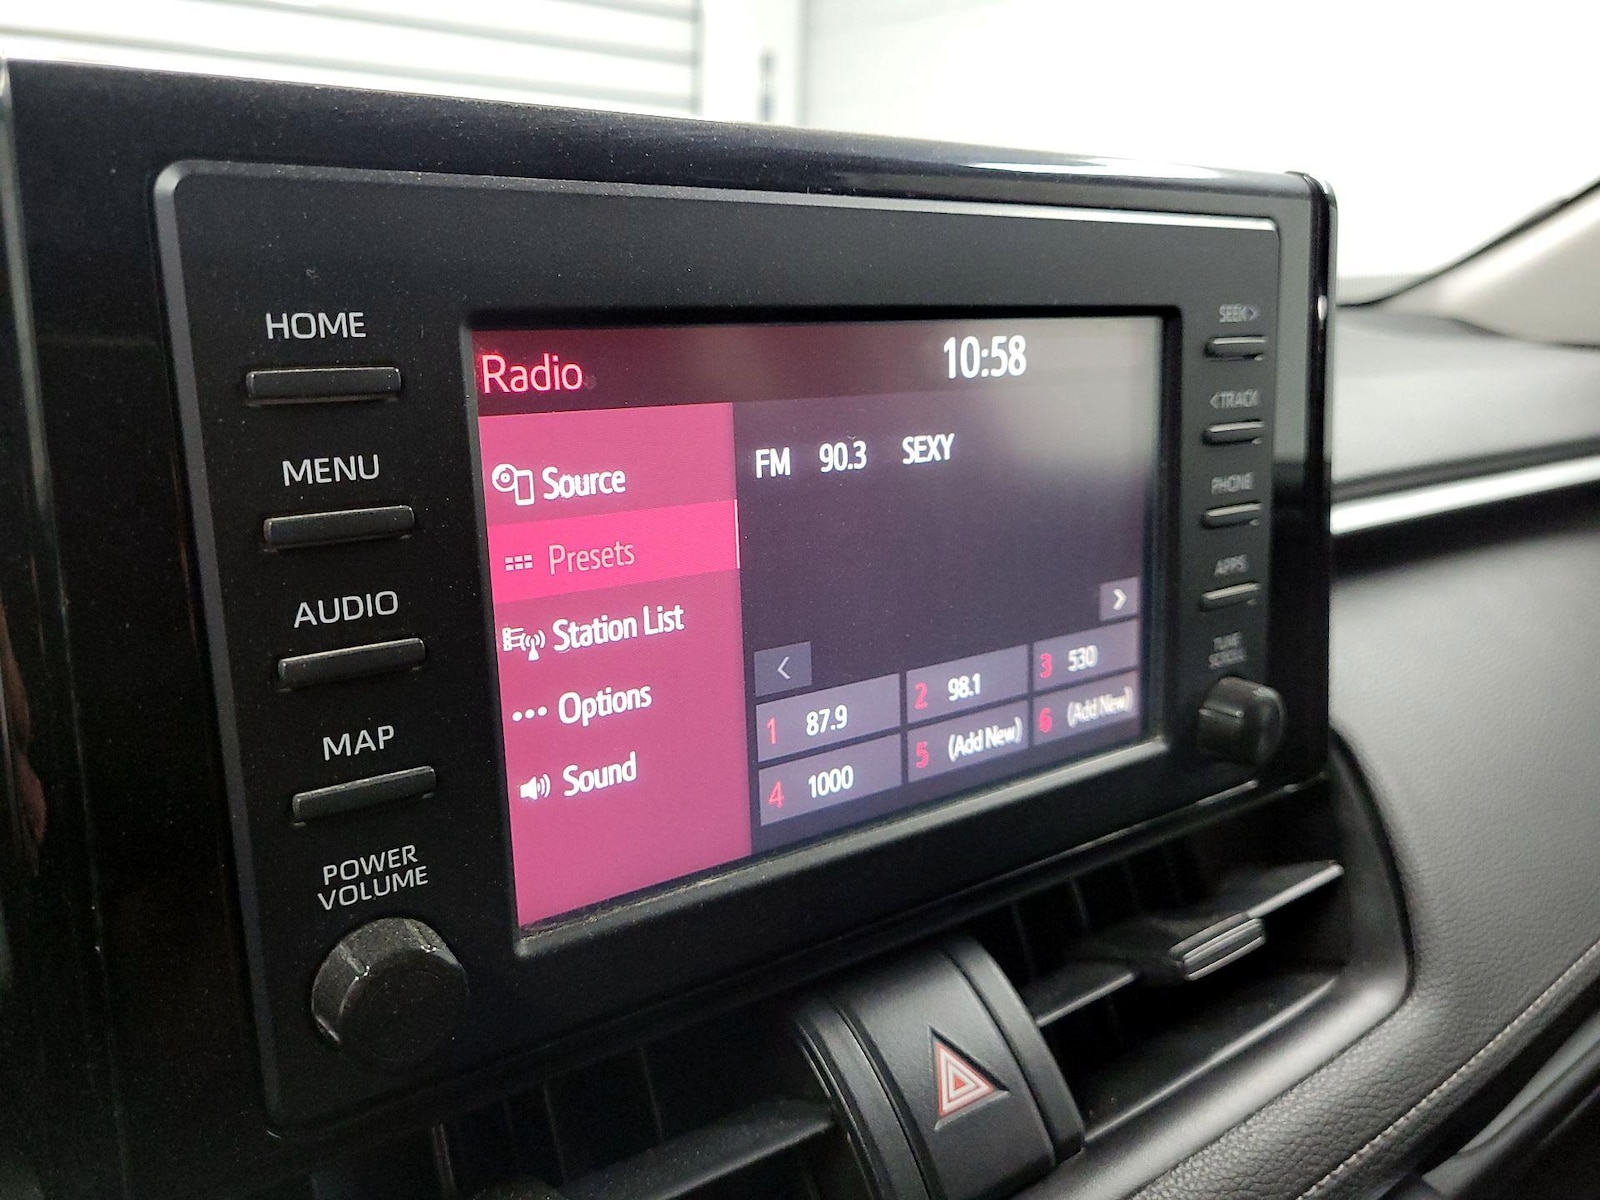 HOME
MENU
AUDIO
MAP
POWER
VOLUME
Radio
10:58
Source
Presets
Station List
Options
Sound
FM 90.3 SEXY
<
>
1 87.9
2 98.1
3 530
4 1000
5 (Add New)
6 (Add New)
SEEK>
<TRACK
PHONE
APPS
TUNE
SCROLL